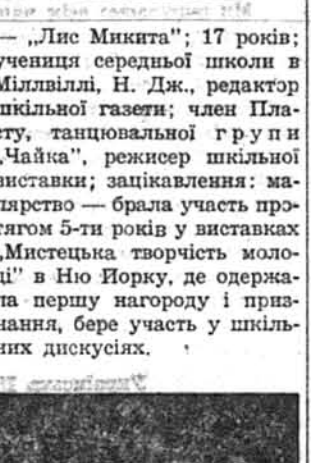 — „Лис Микита"; 17 років;
учениця середньої школи в
Міллвіллі, Н. Дж., редактор
шкільної газети; член Пла-
сту, танцювальної групи
„Чайка", режисер шкільної
виставки; зацікавлення: ма-
лярство — брала участь про-
тягом 5-ти років у виставках
„Мистецька творчість моло-
ді" в Ню Йорку, де одержа-
ла першу нагороду і приз-
нання, бере участь у шкіль-
них дискусіях.